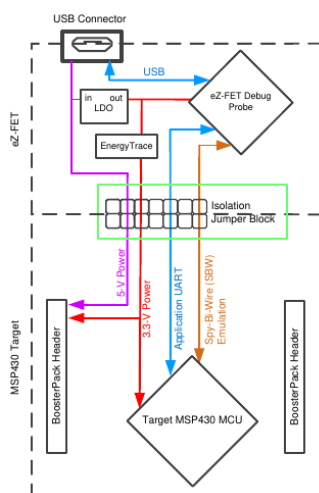 USB Connector
USB
in out
LDO
eZ-FET Debug
Probe
eZ-FET
EnergyTrace
Isolation
Jumper Block
5-V Power
3.3-V Power
Application UART
Spy-Bi-Wire (SBW)
Emulation
MSP430 Target
BoosterPack Header
BoosterPack Header
Target MSP430 MCU